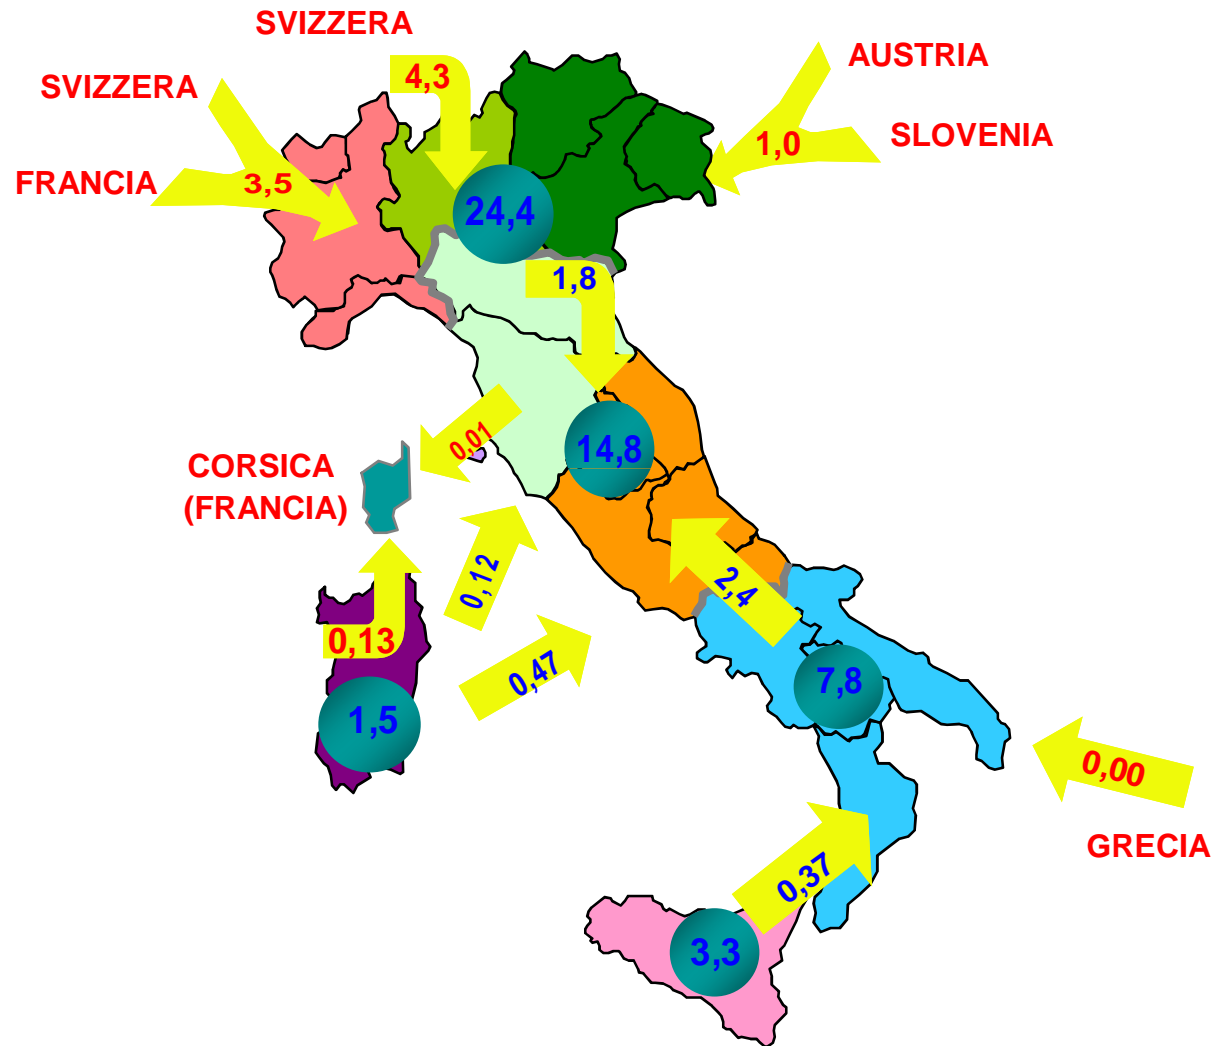 SVIZZERA
4,3
AUSTRIA
SVIZZERA
SLOVENIA
1,0
FRANCIA
3,5
24,4
1,8
0,01
14,8
CORSICA
(FRANCIA)
0,12
2,4
0,13
0,47
7,8
1,5
0,00
GRECIA
0,37
3,3